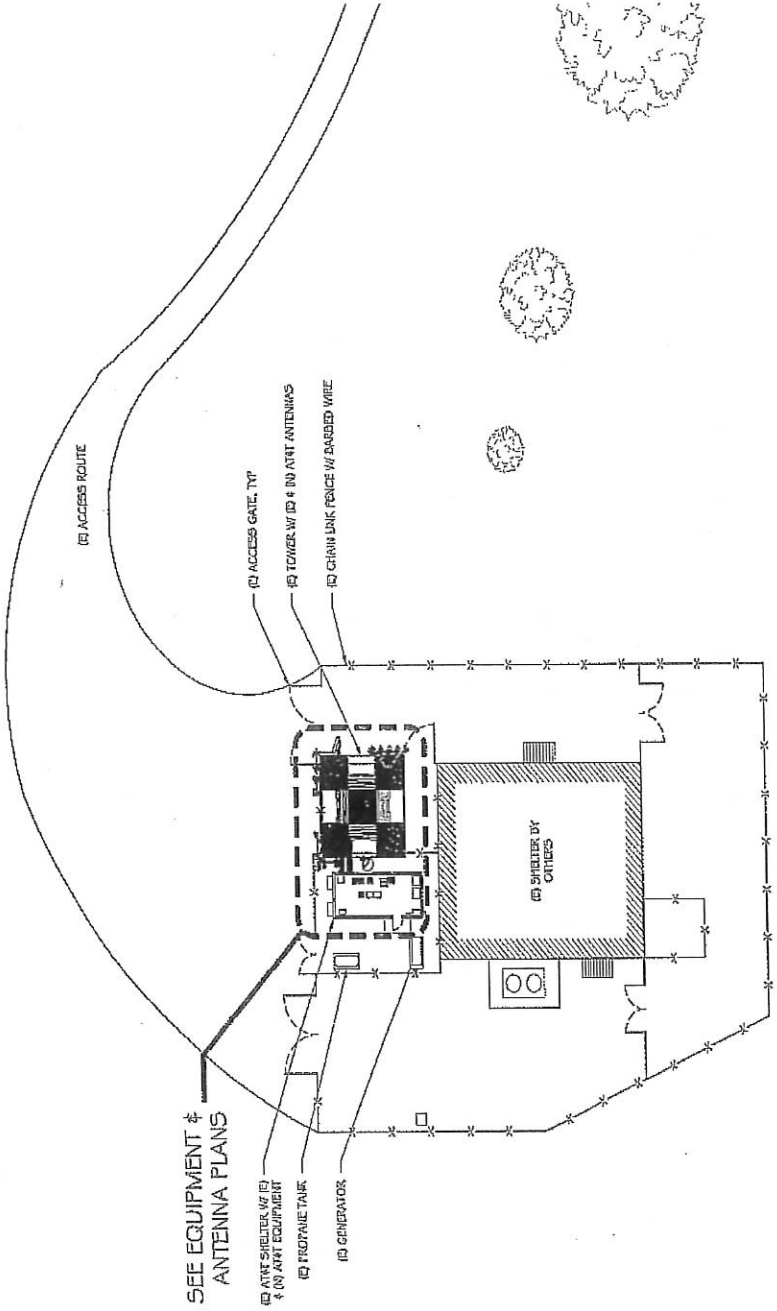 (E) ACCESS ROUTE
(E) ACCESS GATE, TYP
(E) TOWER W/ (E) & (N) AT&T ANTENNAS
(E) CHAIN LINK FENCE W/ BARBED WIRE
(E) SHELTER BY
OTHERS
SEE EQUIPMENT &
ANTENNA PLANS
(E) AT&T SHELTER W/ (E)
& (N) AT&T EQUIPMENT
(E) PROPANE TANK
(E) GENERATOR